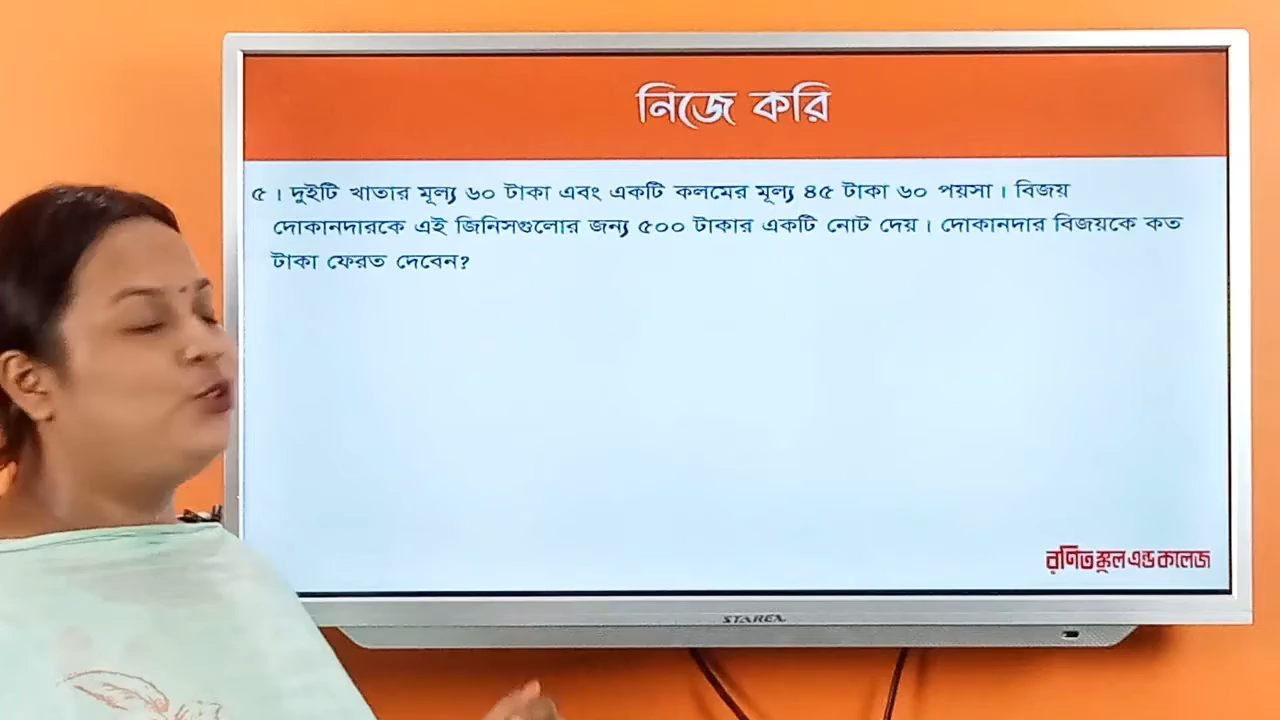 নিজে করি
৫। দুইটি খাতার মূল্য ৬০ টাকা এবং একটি কলমের মূল্য ৪৫ টাকা ৬০ পয়সা। বিজয়
দোকানদারকে এই জিনিসগুলোর জন্য ৫০০ টাকার একটি নোট দেয়। দোকানদার বিজয়কে কত
টাকা ফেরত দেবেন?
রণিত স্কুল এন্ড কলেজ
STAREX